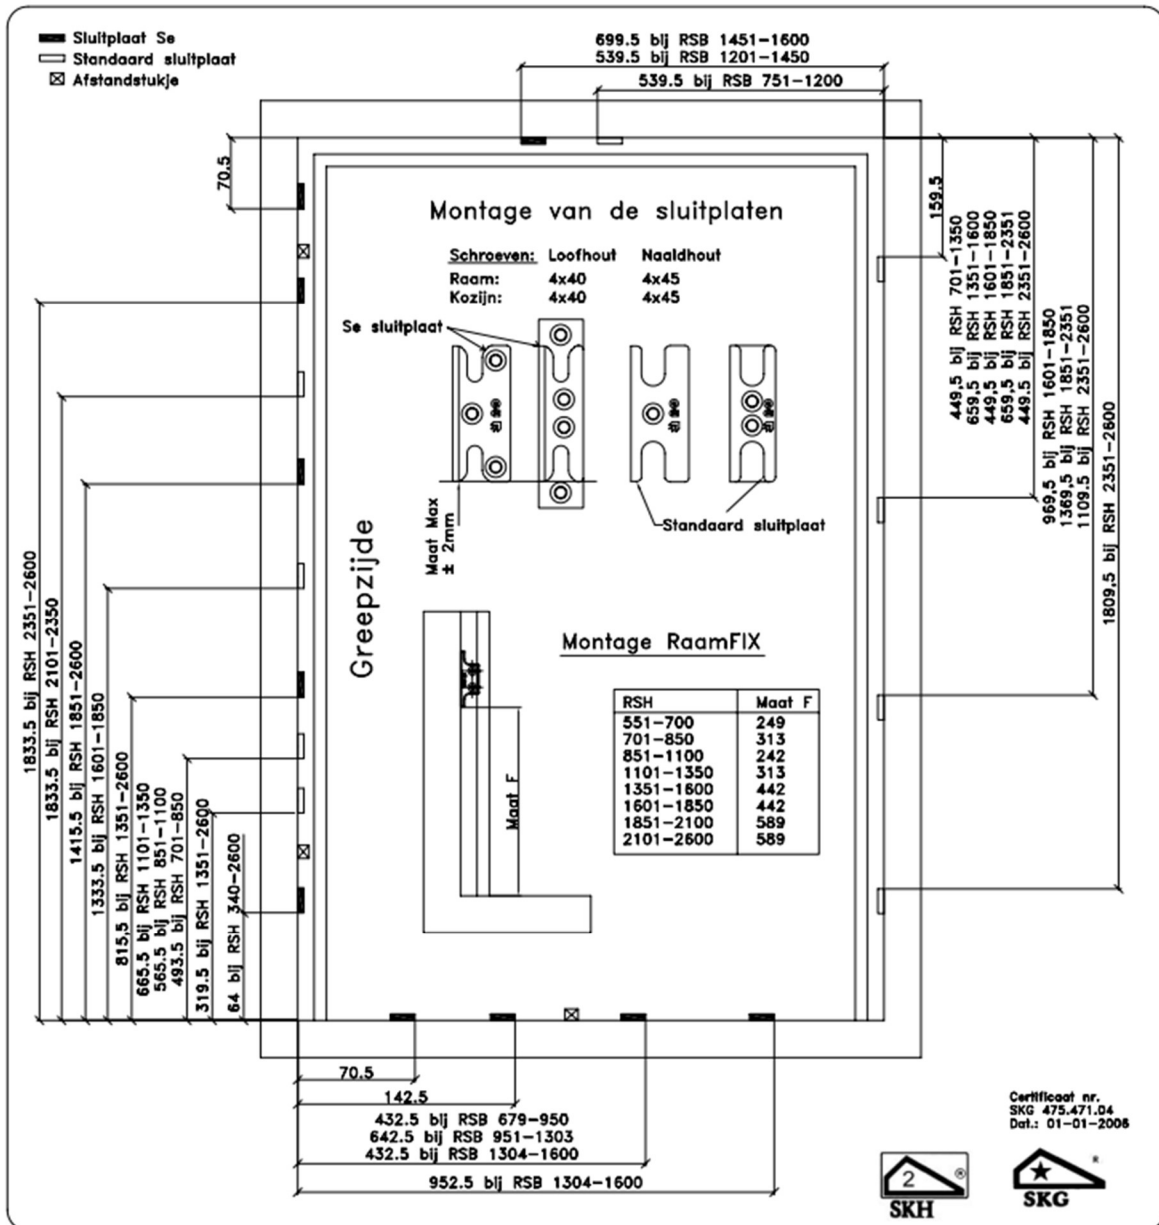 Sluitplaat Se
Standaard sluitplaat
Afstandstukje
699.5 bij RSB 1451-1600
539.5 bij RSB 1201-1450
539.5 bij RSB 751-1200
70.5
159.5
Montage van de sluitplaten
Schroeven: Loofhout Naaldhout
Raam: 4x40 4x45
Kozijn: 4x40 4x45
Se sluitplaat
Standaard sluitplaat
Maat Max
± 2mm
Greepzijde
449,5 bij RSH 701-1350
659,5 bij RSH 1351-1600
449,5 bij RSH 1601-1850
659,5 bij RSH 1851-2351
449.5 bij RSH 2351-2600
969,5 bij RSH 1601-1850
1369,5 bij RSH 1851-2351
1109.5 bij RSH 2351-2600
1809,5 bij RSH 2351-2600
1833.5 bij RSH 2351-2600
1833.5 bij RSH 2101-2350
1415.5 bij RSH 1851-2600
1333.5 bij RSH 1601-1850
815,5 bij RSH 1351-2600
665.5 bij RSH 1101-1350
565.5 bij RSH 851-1100
493.5 bij RSH 701-850
319.5 bij RSH 1351-2600
64 bij RSH 340-2600
Montage RaamFIX
RSH Maat F
551-700 249
701-850 313
851-1100 242
1101-1350 313
1351-1600 442
1601-1850 442
1851-2100 589
2101-2600 589
Maat F
70.5
142.5
432.5 bij RSB 679-950
642.5 bij RSB 951-1303
432.5 bij RSB 1304-1600
952.5 bij RSB 1304-1600
Certificaat nr.
SKG 475.471.04
Dat.: 01-01-2006
2 ®
SKH
®
SKG